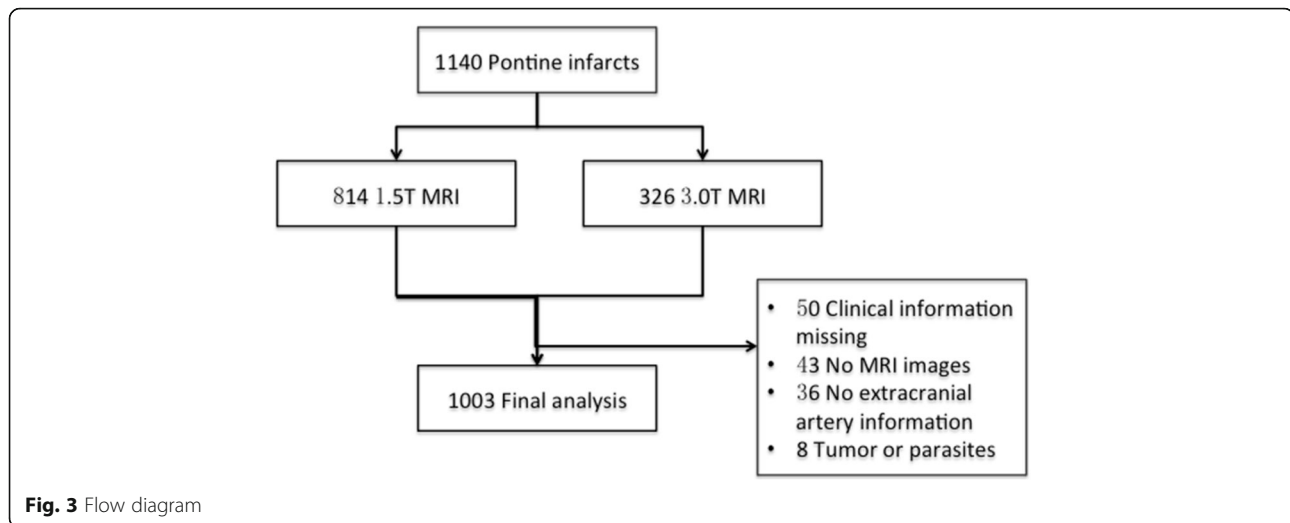 1140 Pontine infarcts
814 1.5T MRI
326 3.0T MRI
• 50 Clinical information
missing
• 43 No MRI images
• 36 No extracranial
artery information
• 8 Tumor or parasites
1003 Final analysis
Fig. 3 Flow diagram